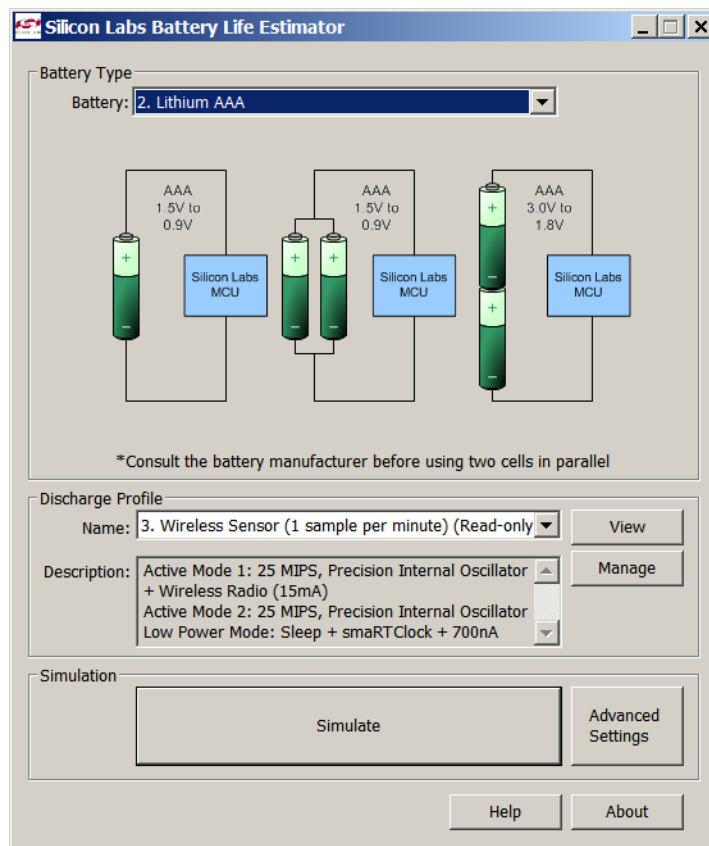 Silicon Labs Battery Life Estimator
Battery Type
Battery: 2. Lithium AAA
AAA
1.5V to
0.9V
+
Silicon Labs
MCU
–
AAA
1.5V to
0.9V
+ +
Silicon Labs
MCU
– –
AAA
3.0V to
1.8V
+
–
Silicon Labs
MCU
+
–
*Consult the battery manufacturer before using two cells in parallel
Discharge Profile
Name: 3. Wireless Sensor (1 sample per minute) (Read-only
View
Description: Active Mode 1: 25 MIPS, Precision Internal Oscillator
+ Wireless Radio (15mA)
Active Mode 2: 25 MIPS, Precision Internal Oscillator
Low Power Mode: Sleep + smaRTClock + 700nA
Manage
Simulation
Simulate
Advanced
Settings
Help
About